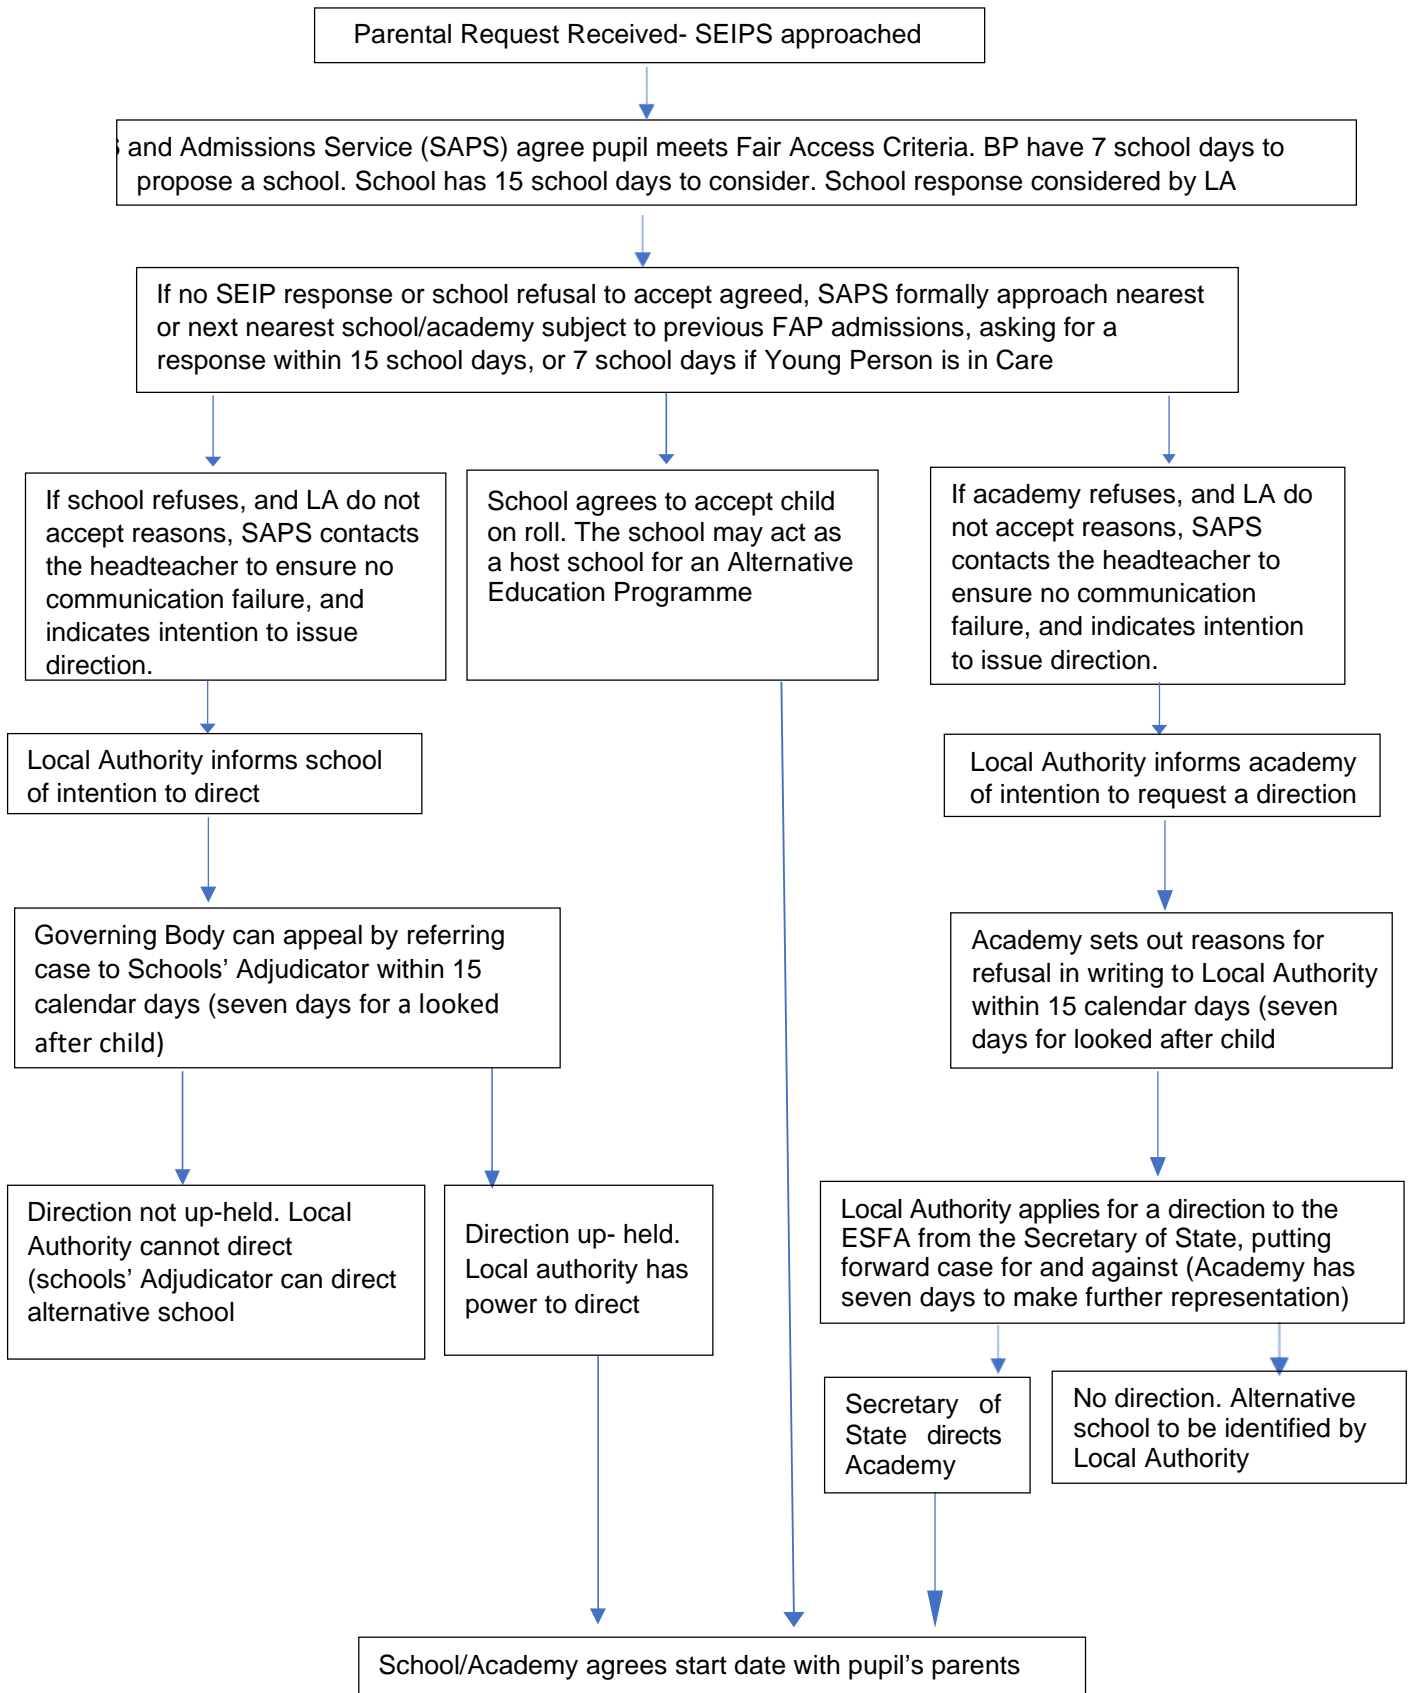 Parental Request Received- SEIPS approached
and Admissions Service (SAPS) agree pupil meets Fair Access Criteria. BP have 7 school days to
propose a school. School has 15 school days to consider. School response considered by LA
If no SEIP response or school refusal to accept agreed, SAPS formally approach nearest
or next nearest school/academy subject to previous FAP admissions, asking for a
response within 15 school days, or 7 school days if Young Person is in Care
If school refuses, and LA do not
accept reasons, SAPS contacts
the headteacher to ensure no
communication failure, and
indicates intention to issue
direction.
School agrees to accept child
on roll. The school may act as
a host school for an Alternative
Education Programme
If academy refuses, and LA do
not accept reasons, SAPS
contacts the headteacher to
ensure no communication
failure, and indicates intention
to issue direction.
Local Authority informs school
of intention to direct
Local Authority informs academy
of intention to request a direction
Governing Body can appeal by referring
case to Schools’ Adjudicator within 15
calendar days (seven days for a looked
after child)
Academy sets out reasons for
refusal in writing to Local Authority
within 15 calendar days (seven
days for looked after child
Direction not up-held. Local
Authority cannot direct
(schools’ Adjudicator can direct
alternative school
Direction up- held.
Local authority has
power to direct
Local Authority applies for a direction to the
ESFA from the Secretary of State, putting
forward case for and against (Academy has
seven days to make further representation)
Secretary of
State directs
Academy
No direction. Alternative
school to be identified by
Local Authority
School/Academy agrees start date with pupil’s parents